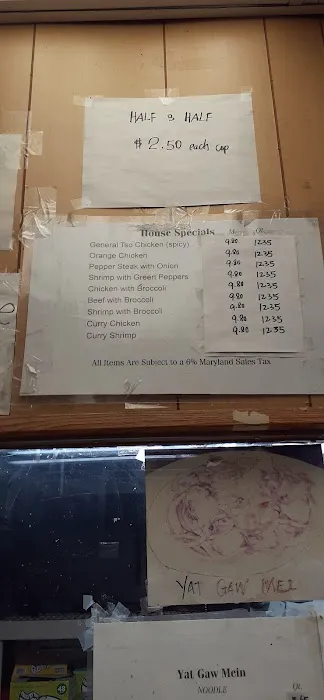 HALF & HALF
$2.50 each cup
House Specials
General Tso Chicken (spicy) 9.80 12.35
Orange Chicken 9.80 12.35
Pepper Steak with Onion 9.80 12.35
Shrimp with Green Peppers 9.80 12.35
Chicken with Broccoli 9.80 12.35
Beef with Broccoli 9.80 12.35
Shrimp with Broccoli 9.80 12.35
Curry Chicken 9.80 12.35
Curry Shrimp 9.80 12.35
All Items Are Subject to a 6% Maryland Sales Tax
YAT GAW MEI
Yat Gaw Mein
NOODLE Qt.